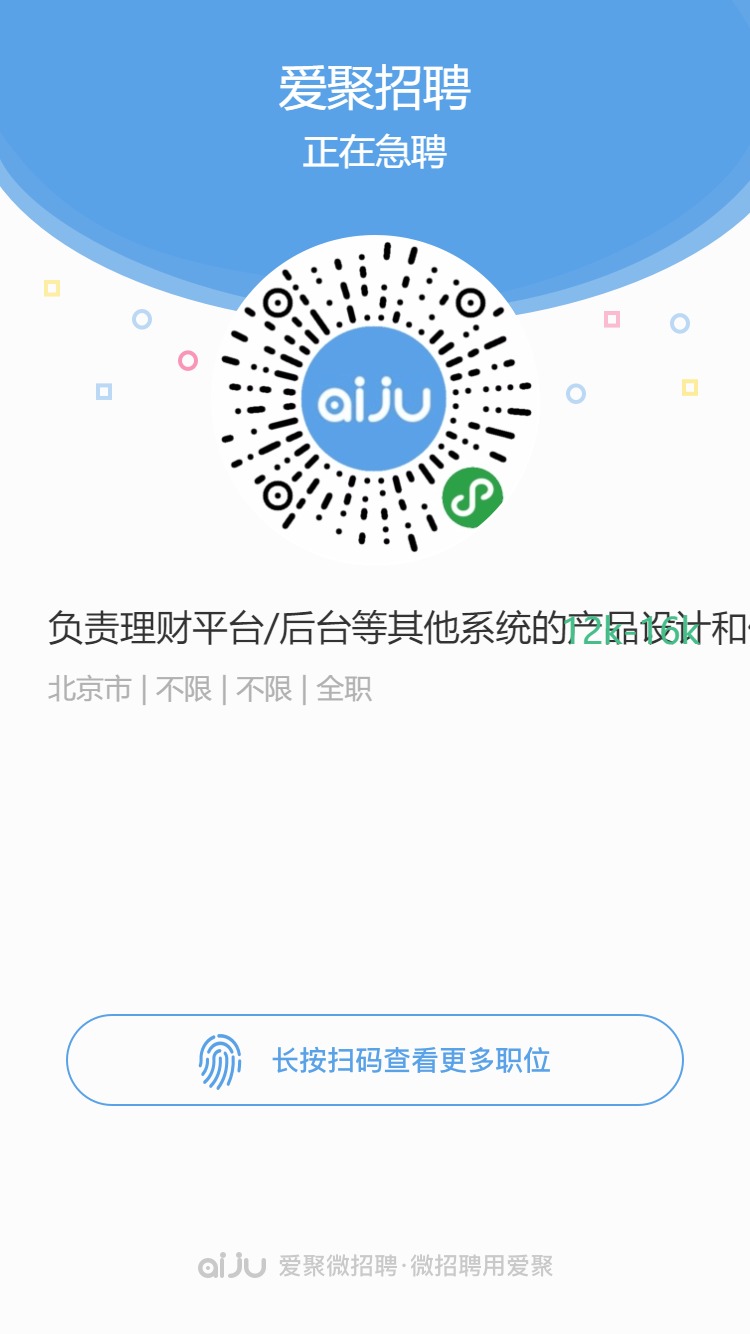 爱聚招聘
正在急聘
aiju
负责理财平台/后台等其他系统的产品设计和
12k-16k
北京市 | 不限 | 不限 | 全职
长按扫码查看更多职位
aiju 爱聚微招聘·微招聘用爱聚